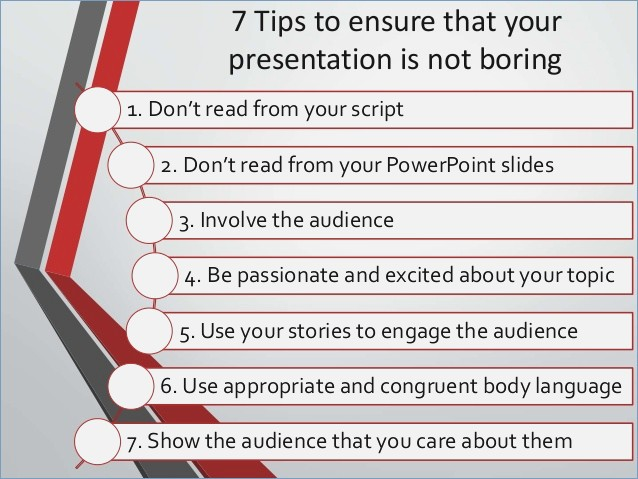 7 Tips to ensure that your
presentation is not boring
1. Don’t read from your script
2. Don’t read from your PowerPoint slides
3. Involve the audience
4. Be passionate and excited about your topic
5. Use your stories to engage the audience
6. Use appropriate and congruent body language
7. Show the audience that you care about them